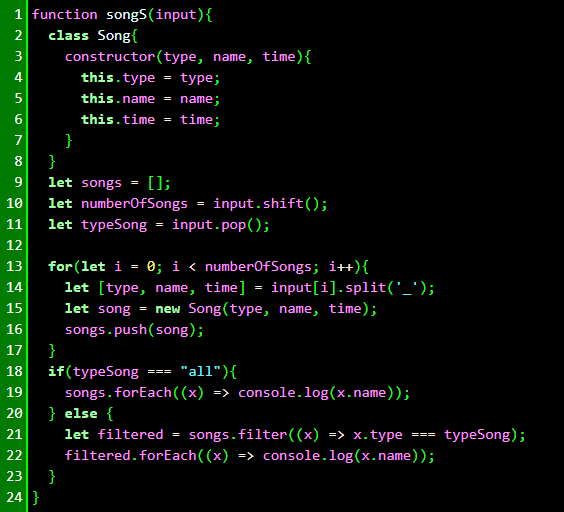 1 function songS(input){
2   class Song{
3     constructor(type, name, time){
4       this.type = type;
5       this.name = name;
6       this.time = time;
7     }
8   }
9   let songs = [];
10   let numberOfSongs = input.shift();
11   let typeSong = input.pop();
12
13   for(let i = 0; i < numberOfSongs; i++){
14     let [type, name, time] = input[i].split('_');
15     let song = new Song(type, name, time);
16     songs.push(song);
17   }
18   if(typeSong === "all"){
19     songs.forEach((x) => console.log(x.name));
20   } else {
21     let filtered = songs.filter((x) => x.type === typeSong);
22     filtered.forEach((x) => console.log(x.name));
23   }
24 }